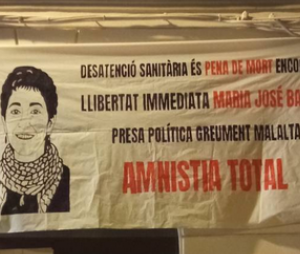 DESATENCIÓ SANITÀRIA ÉS PENA DE MORT
LLIBERTAT IMMEDIATA MARIA JOSÉ
PRESA POLÍTICA GREUMENT MALALTA
AMNISTIA TOTAL